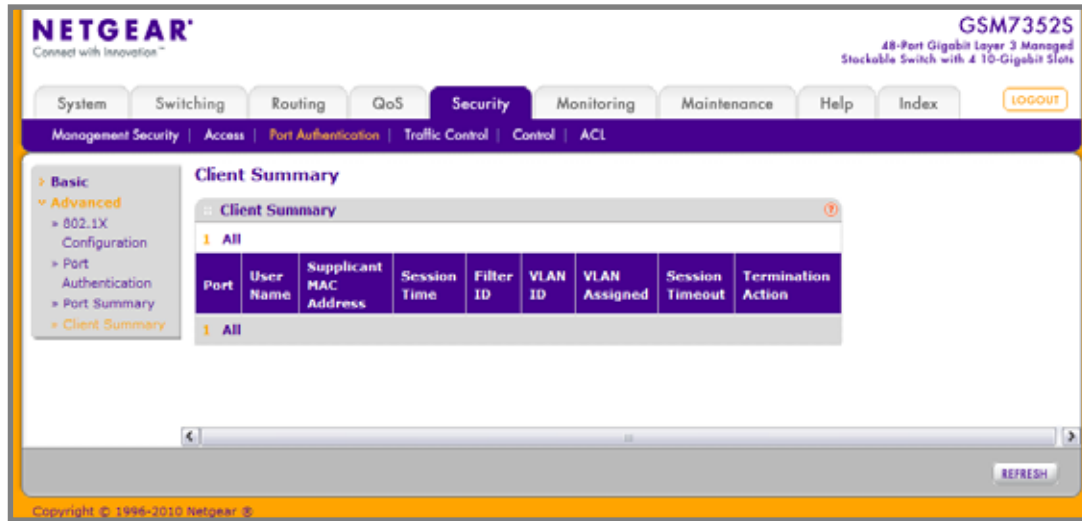 NETGEAR®
Connect with Innovation™
GSM7352S
48-Port Gigabit Layer 3 Managed
Stackable Switch with 4 10-Gigabit Slots
System Switching Routing QoS Security Monitoring Maintenance Help Index LOGOUT
Management Security | Access | Port Authentication | Traffic Control | Control | ACL
Basic
Advanced
» 802.1X
Configuration
» Port
Authentication
» Port Summary
» Client Summary
Client Summary
Client Summary ?
1 All
Port User Name Supplicant MAC Address Session Time Filter ID VLAN ID VLAN Assigned Session Timeout Termination Action
1 All
REFRESH
Copyright © 1996-2010 Netgear ®